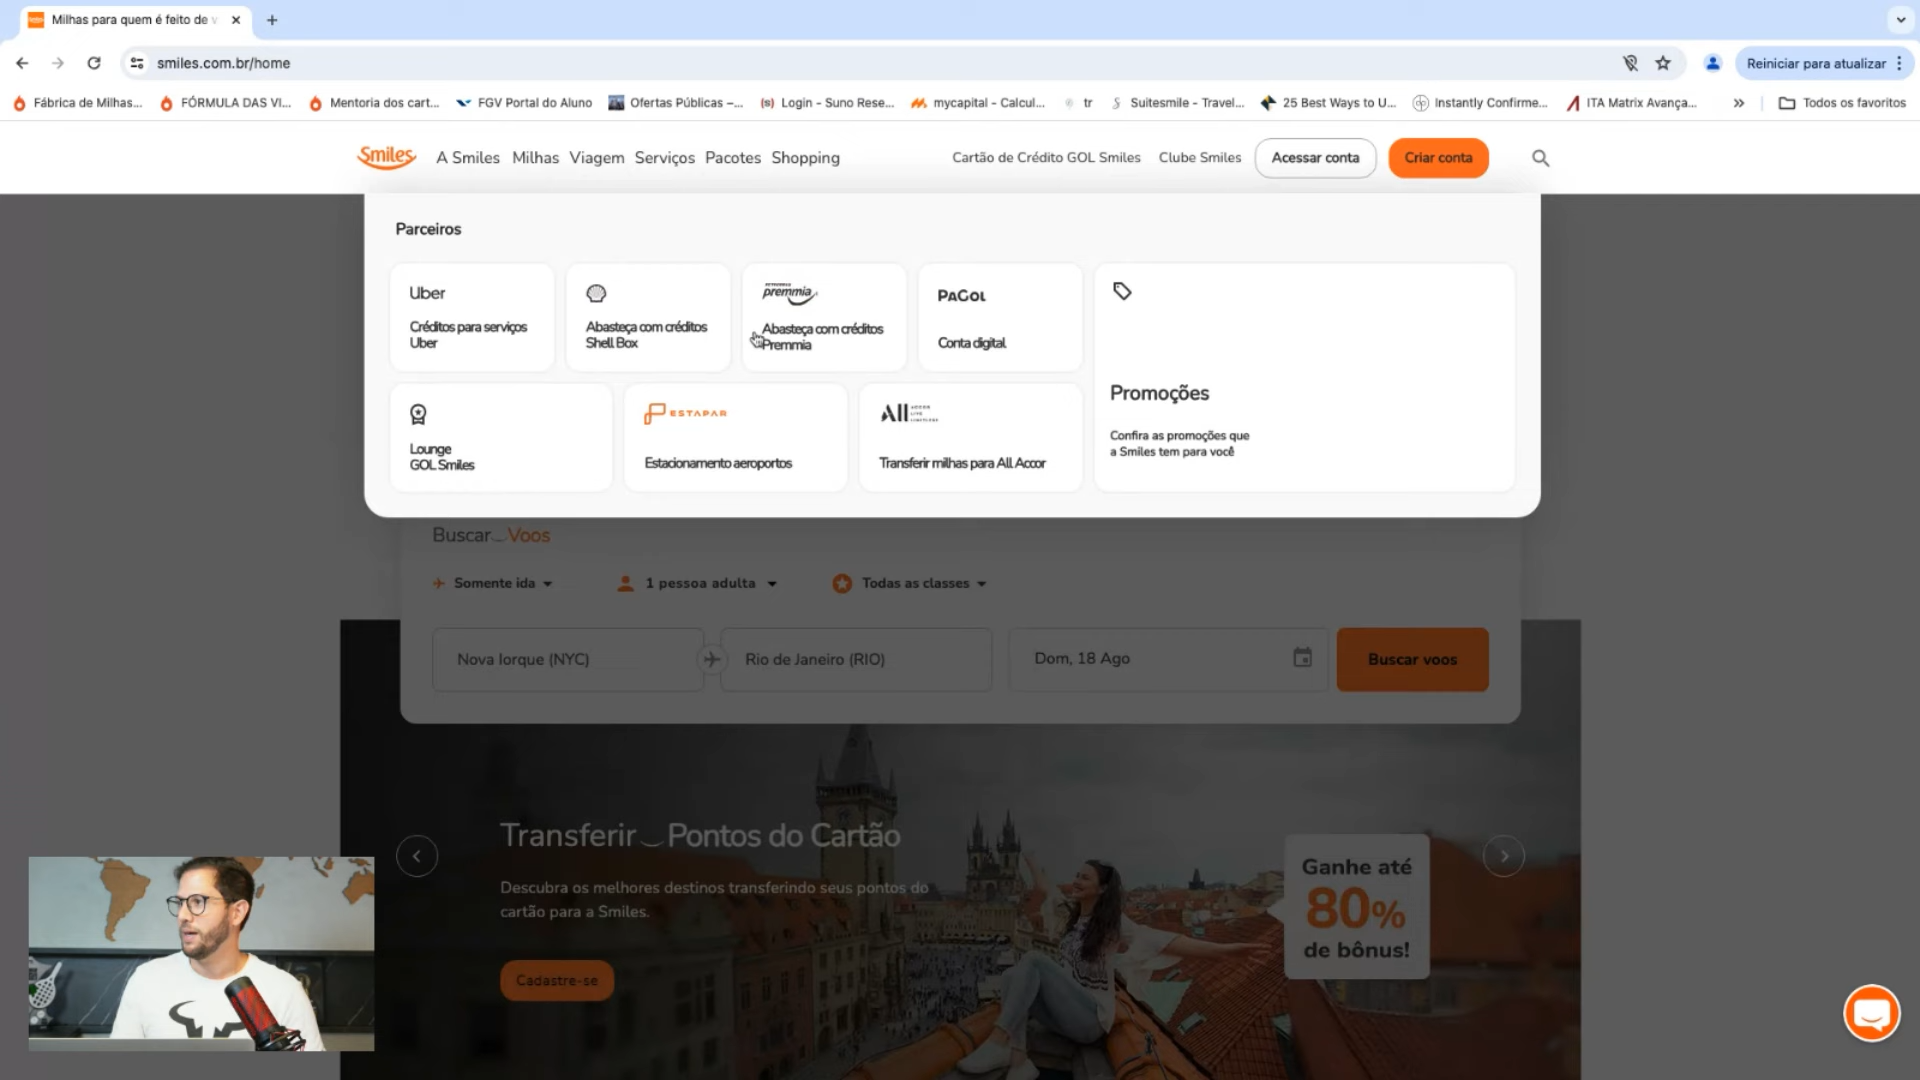 Milhas para quem é feito de v
smiles.com.br/home
Reiniciar para atualizar
Fábrica de Milhas...
FÓRMULA DAS VI...
Mentoria dos cart...
FGV Portal do Aluno
Ofertas Públicas –...
Login - Suno Rese...
mycapital - Calcul...
tr
Suitesmile - Travel...
25 Best Ways to U...
Instantly Confirme...
ITA Matrix Avança...
Todos os favoritos
Smiles
A Smiles
Milhas
Viagem
Serviços
Pacotes
Shopping
Cartão de Crédito GOL Smiles
Clube Smiles
Acessar conta
Criar conta
Parceiros
Uber
Créditos para serviços
Uber
Abasteça com créditos
Shell Box
premmia
Abasteça com créditos
Premmia
PAGOL
Conta digital
Lounge
GOL Smiles
ESTAPAR
Estacionamento aeroportos
All ACCOR
LIVE
LIMITLESS
Transferir milhas para All Accor
Promoções
Confira as promoções que
a Smiles tem para você
Buscar Voos
Somente ida
1 pessoa adulta
Todas as classes
Nova Iorque (NYC)
Rio de Janeiro (RIO)
Dom, 18 Ago
Buscar voos
Transferir Pontos do Cartão
Descubra os melhores destinos transferindo seus pontos do
cartão para a Smiles.
Cadastre-se
Ganhe até
80%
de bônus!